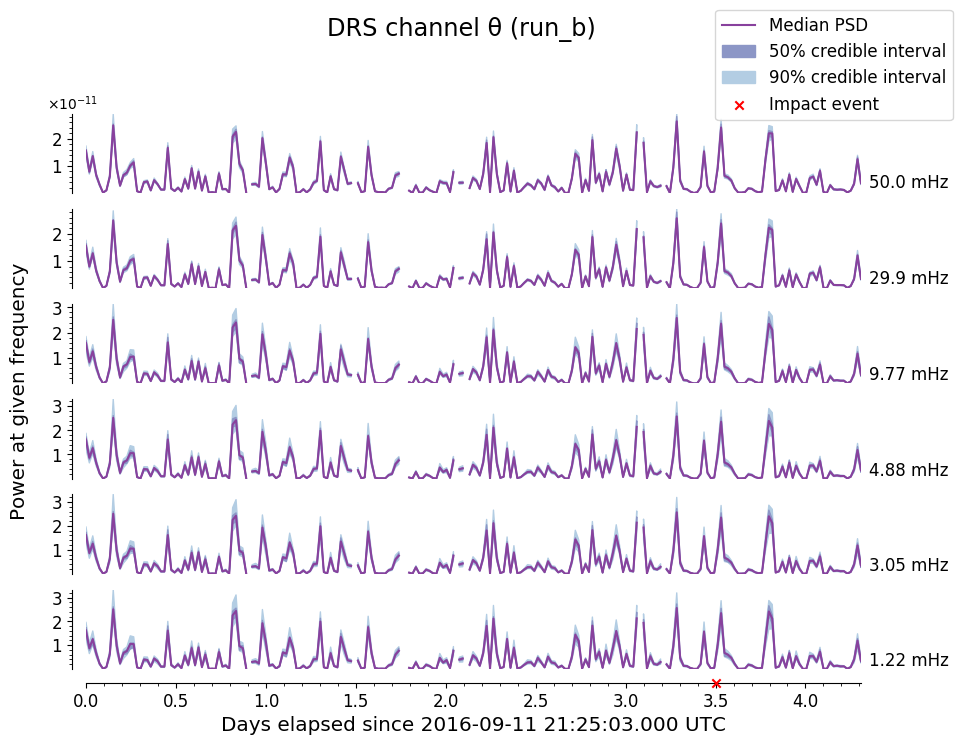 DRS channel θ (run_b)
Median PSD
50% credible interval
90% credible interval
Impact event
×10⁻¹¹
2
1
50.0 mHz
2
1
29.9 mHz
3
2
1
9.77 mHz
3
2
1
4.88 mHz
3
2
1
3.05 mHz
3
2
1
1.22 mHz
Power at given frequency
0.0 0.5 1.0 1.5 2.0 2.5 3.0 3.5 4.0
Days elapsed since 2016-09-11 21:25:03.000 UTC